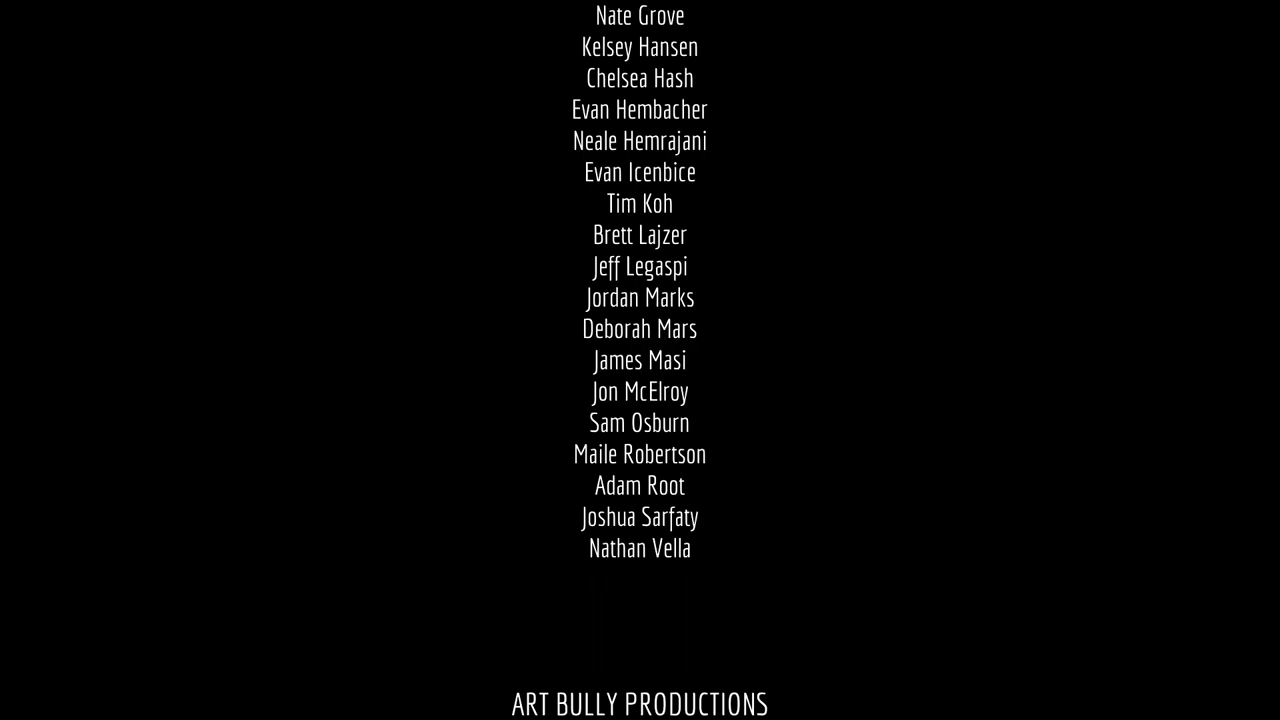 Nate Grove
Kelsey Hansen
Chelsea Hash
Evan Hembacher
Neale Hemrajani
Evan Icenbice
Tim Koh
Brett Lajzer
Jeff Legaspi
Jordan Marks
Deborah Mars
James Masi
Jon McElroy
Sam Osburn
Maile Robertson
Adam Root
Joshua Sarfaty
Nathan Vella
ART BULLY PRODUCTIONS